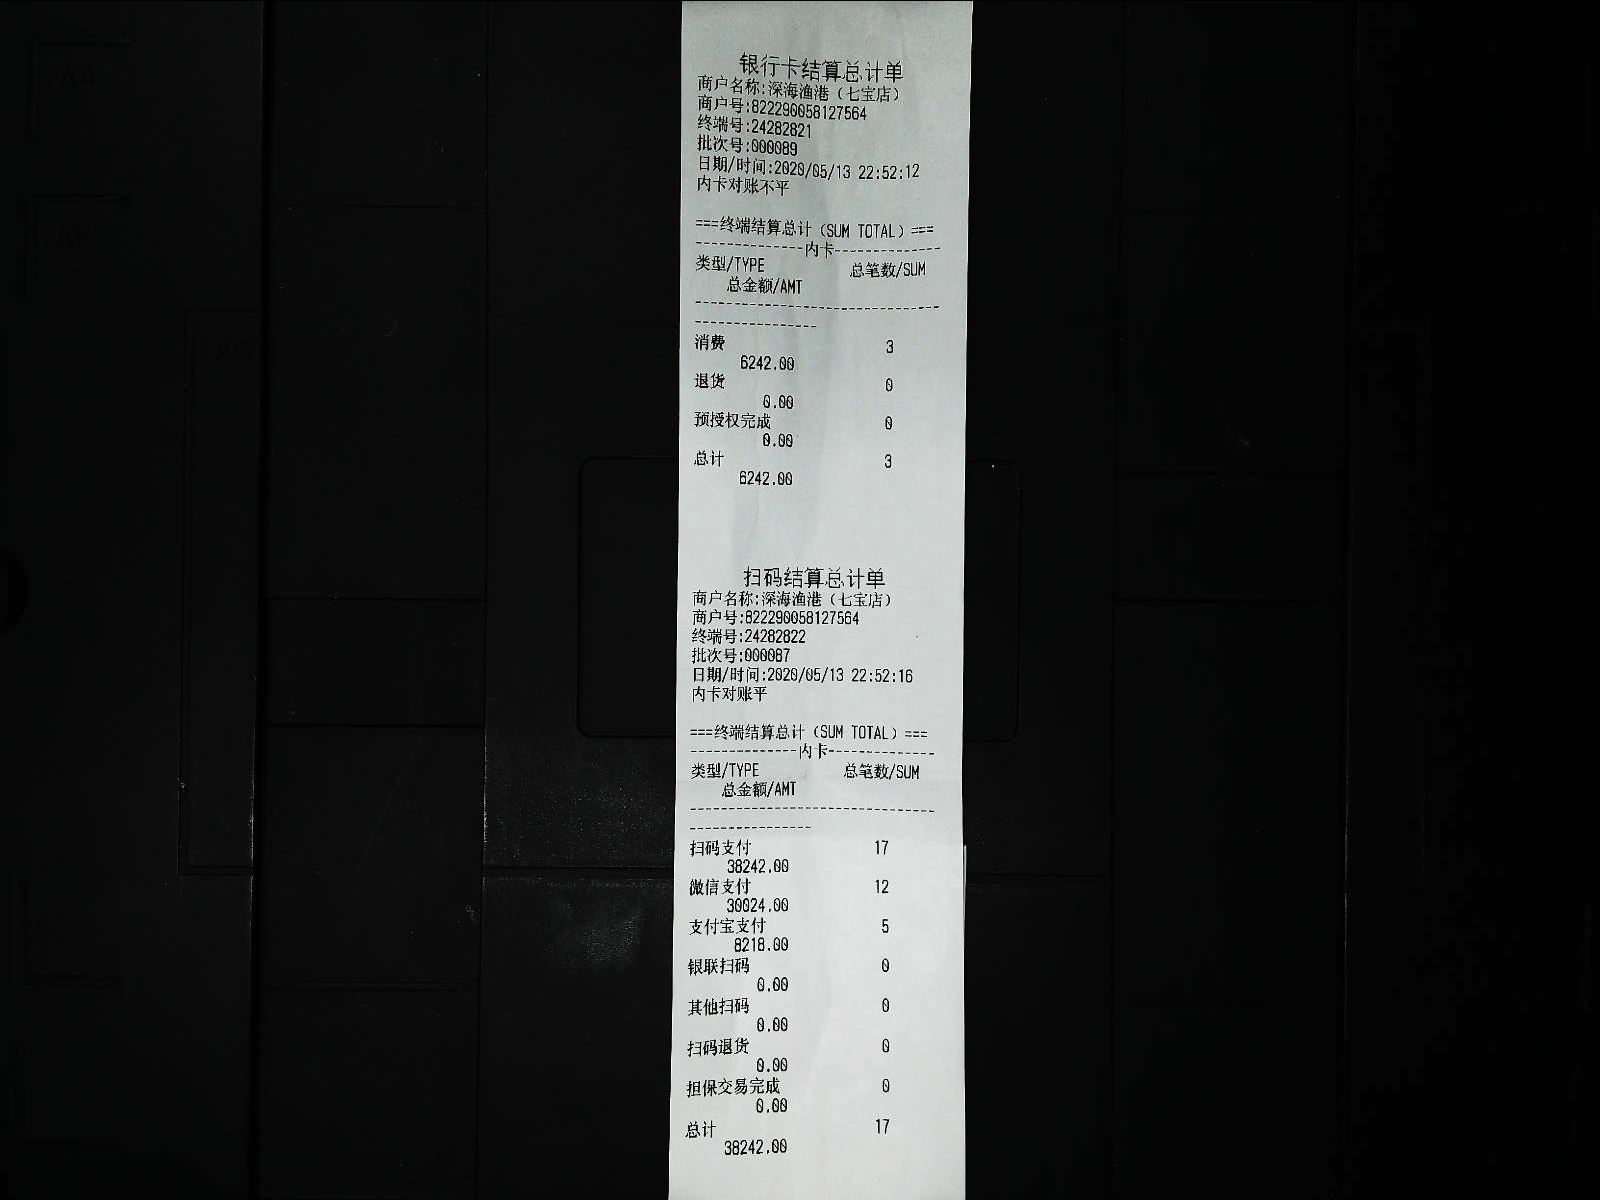 银行卡结算总计单
商户名称:深海渔港（七宝店）
商户号:822290058127564
终端号:24282821
批次号:000089
日期/时间:2020/05/13 22:52:12
内卡对账不平
===终端结算总计（SUM TOTAL）===
--------------内卡--------------
类型/TYPE 总笔数/SUM
总金额/AMT
--------------------------------
----------------
消费 3
6242.00
退货 0
0.00
预授权完成 0
0.00
总计 3
6242.00
扫码结算总计单
商户名称:深海渔港（七宝店）
商户号:822290058127564
终端号:24282822
批次号:000087
日期/时间:2020/05/13 22:52:16
内卡对账平
===终端结算总计（SUM TOTAL）===
--------------内卡--------------
类型/TYPE 总笔数/SUM
总金额/AMT
--------------------------------
----------------
扫码支付 17
38242.00
微信支付 12
30024.00
支付宝支付 5
8218.00
银联扫码 0
0.00
其他扫码 0
0.00
扫码退货 0
0.00
担保交易完成 0
0.00
总计 17
38242.00